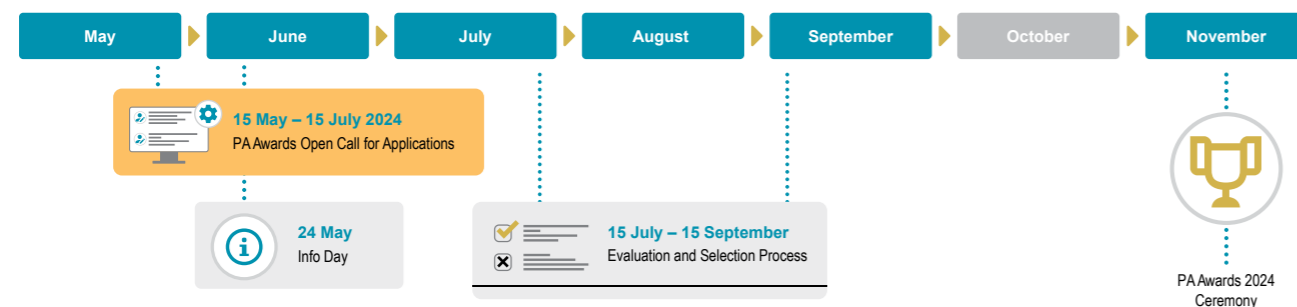 May
June
July
August
September
October
November
15 May – 15 July 2024
PA Awards Open Call for Applications
24 May
Info Day
15 July – 15 September
Evaluation and Selection Process
PA Awards 2024
Ceremony